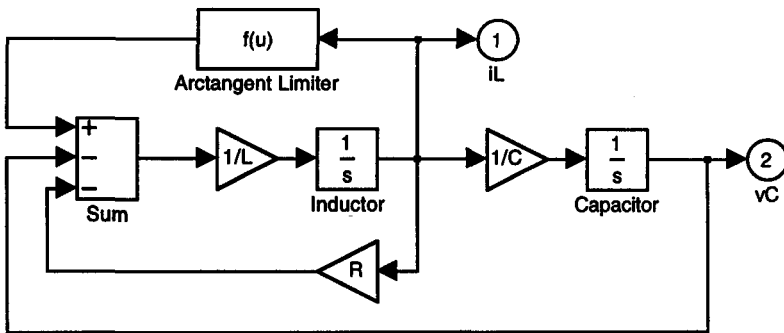 f(u)
Arctangent Limiter
1
iL
+
−
−
Sum
1/L
1
s
Inductor
1/C
1
s
Capacitor
2
vC
R